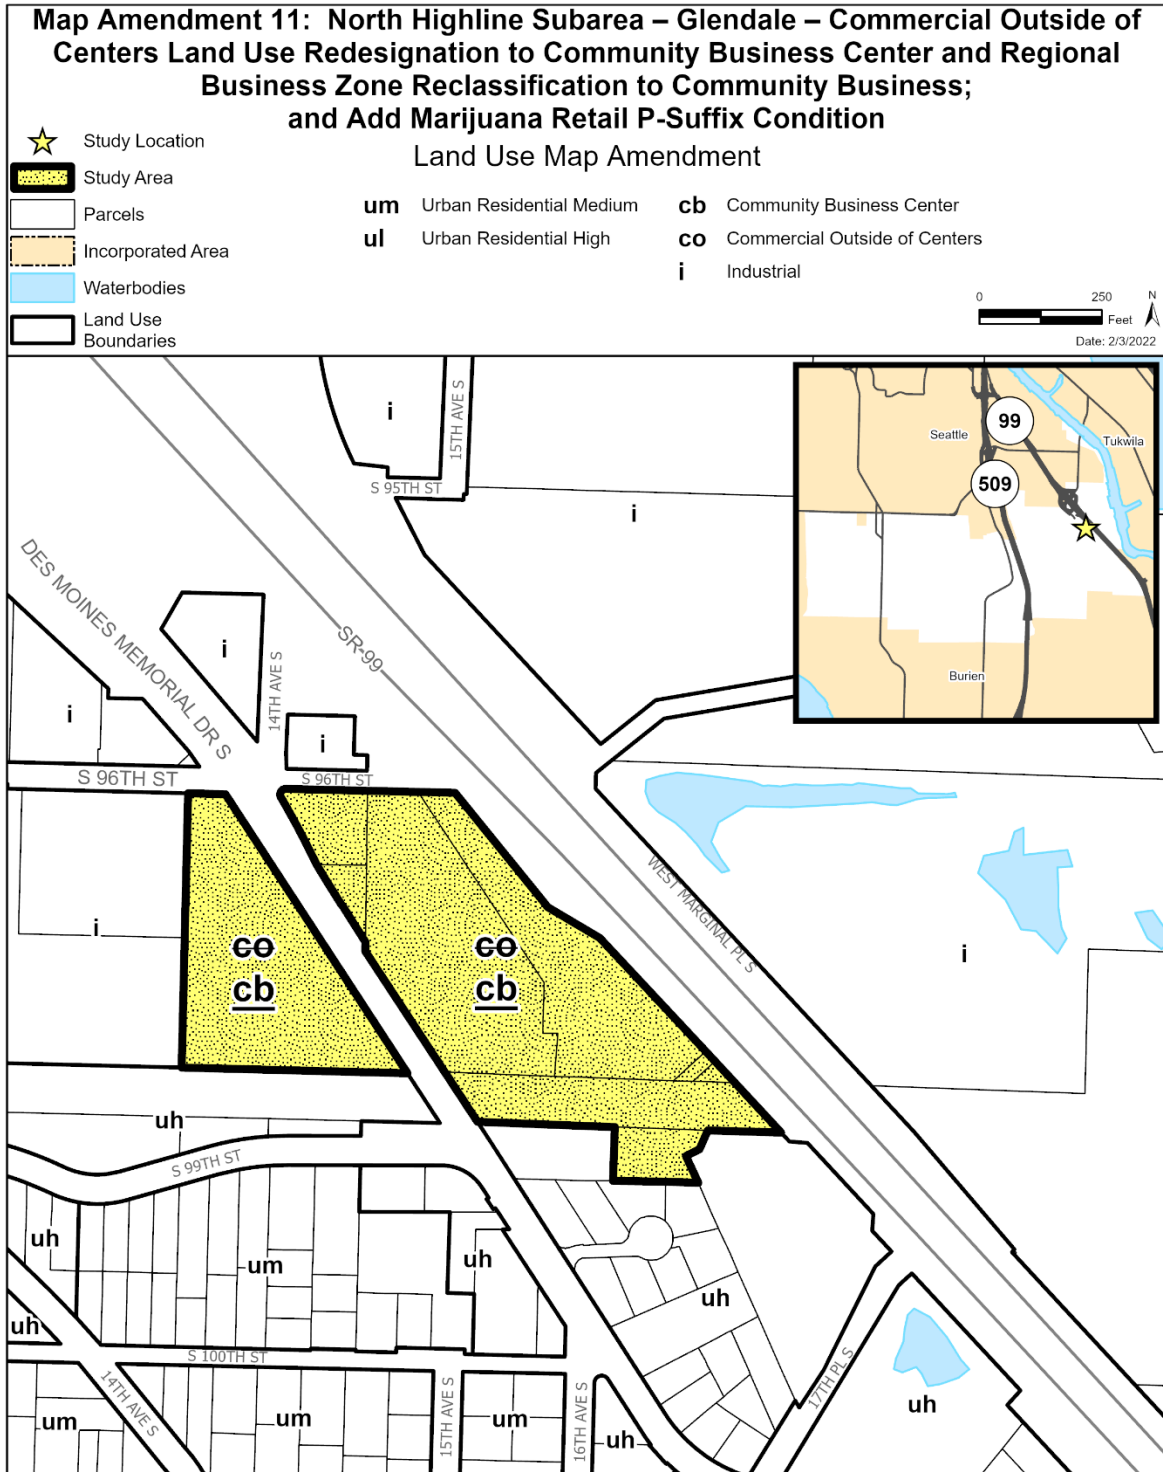 Map Amendment 11: North Highline Subarea – Glendale – Commercial Outside of
Centers Land Use Redesignation to Community Business Center and Regional
Business Zone Reclassification to Community Business;
and Add Marijuana Retail P-Suffix Condition
Land Use Map Amendment
Study Location
Study Area
Parcels
Incorporated Area
Waterbodies
Land Use
Boundaries
um Urban Residential Medium
ul Urban Residential High
cb Community Business Center
co Commercial Outside of Centers
i Industrial
0 250
Feet
N
Date: 2/3/2022
Seattle
99
Tukwila
509
Burien
i
15TH AVE S
S 95TH ST
i
DES MOINES MEMORIAL DR S
SR-99
i
14TH AVE S
i
i
S 96TH ST
S 96TH ST
WEST MARGINAL PL S
i
co
cb
co
cb
i
uh
S 99TH ST
uh
um
uh
uh
uh
S 100TH ST
14TH AVE S
17TH PL S
uh
um
um
15TH AVE S
um
16TH AVE S
uh